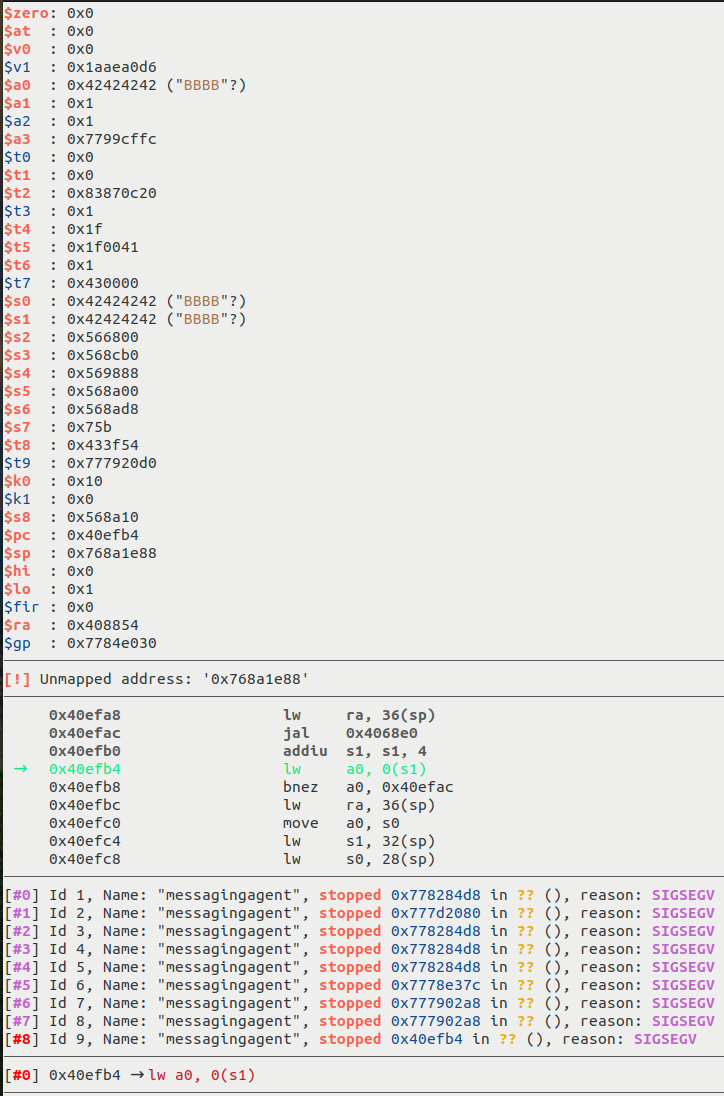 $zero: 0x0
$at  : 0x0
$v0  : 0x0
$v1  : 0x1aaea0d6
$a0  : 0x42424242 ("BBBB"?)
$a1  : 0x1
$a2  : 0x1
$a3  : 0x7799cffc
$t0  : 0x0
$t1  : 0x0
$t2  : 0x83870c20
$t3  : 0x1
$t4  : 0x1f
$t5  : 0x1f0041
$t6  : 0x1
$t7  : 0x430000
$s0  : 0x42424242 ("BBBB"?)
$s1  : 0x42424242 ("BBBB"?)
$s2  : 0x566800
$s3  : 0x568cb0
$s4  : 0x569888
$s5  : 0x568a00
$s6  : 0x568ad8
$s7  : 0x75b
$t8  : 0x433f54
$t9  : 0x777920d0
$k0  : 0x10
$k1  : 0x0
$s8  : 0x568a10
$pc  : 0x40efb4
$sp  : 0x768a1e88
$hi  : 0x0
$lo  : 0x1
$fir : 0x0
$ra  : 0x408854
$gp  : 0x7784e030
[!] Unmapped address: '0x768a1e88'
0x40efa8 lw ra, 36(sp)
0x40efac jal 0x4068e0
0x40efb0 addiu s1, s1, 4
→ 0x40efb4 lw a0, 0(s1)
0x40efb8 bnez a0, 0x40efac
0x40efbc lw ra, 36(sp)
0x40efc0 move a0, s0
0x40efc4 lw s1, 32(sp)
0x40efc8 lw s0, 28(sp)
[#0] Id 1, Name: "messagingagent", stopped 0x778284d8 in ?? (), reason: SIGSEGV
[#1] Id 2, Name: "messagingagent", stopped 0x777d2080 in ?? (), reason: SIGSEGV
[#2] Id 3, Name: "messagingagent", stopped 0x778284d8 in ?? (), reason: SIGSEGV
[#3] Id 4, Name: "messagingagent", stopped 0x778284d8 in ?? (), reason: SIGSEGV
[#4] Id 5, Name: "messagingagent", stopped 0x778284d8 in ?? (), reason: SIGSEGV
[#5] Id 6, Name: "messagingagent", stopped 0x7778e37c in ?? (), reason: SIGSEGV
[#6] Id 7, Name: "messagingagent", stopped 0x777902a8 in ?? (), reason: SIGSEGV
[#7] Id 8, Name: "messagingagent", stopped 0x777902a8 in ?? (), reason: SIGSEGV
[#8] Id 9, Name: "messagingagent", stopped 0x40efb4 in ?? (), reason: SIGSEGV
[#0] 0x40efb4 → lw a0, 0(s1)